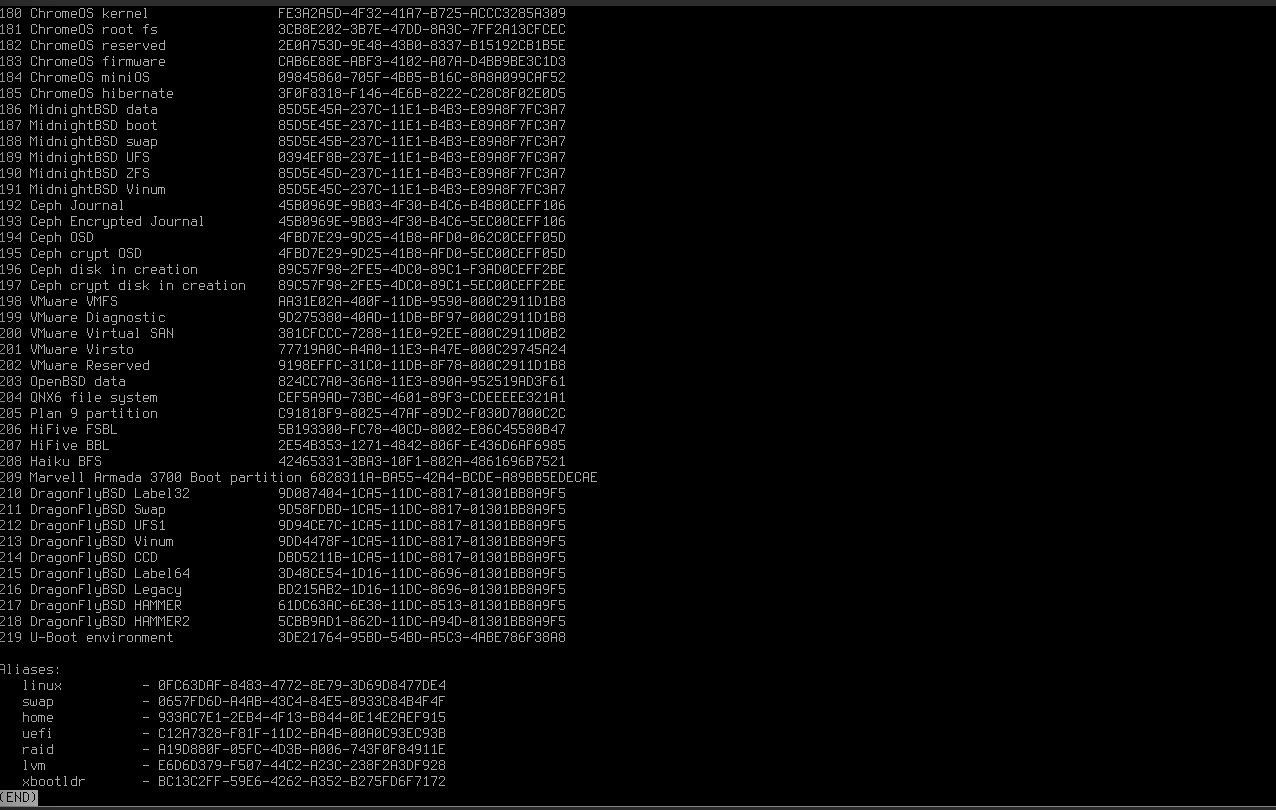 180 ChromeOS kernel                FE3A2A5D-4F32-41A7-B725-ACCC3285A309
181 ChromeOS root fs               3CB8E202-3B7E-47DD-8A3C-7FF2A13CFCEC
182 ChromeOS reserved              2E0A753D-9E48-43B0-8337-B15192CB1B5E
183 ChromeOS firmware              CAB6E88E-ABF3-4102-A07A-D4BB9BE3C1D3
184 ChromeOS miniOS                09845860-705F-4BB5-B16C-8A8A099CAF52
185 ChromeOS hibernate             3F0F8318-F146-4E6B-8222-C28C8F02E0D5
186 MidnightBSD data               85D5E45A-237C-11E1-B4B3-E89A8F7FC3A7
187 MidnightBSD boot               85D5E45E-237C-11E1-B4B3-E89A8F7FC3A7
188 MidnightBSD swap               85D5E45B-237C-11E1-B4B3-E89A8F7FC3A7
189 MidnightBSD UFS                0394EF8B-237E-11E1-B4B3-E89A8F7FC3A7
190 MidnightBSD ZFS                85D5E45D-237C-11E1-B4B3-E89A8F7FC3A7
191 MidnightBSD Vinum              85D5E45C-237C-11E1-B4B3-E89A8F7FC3A7
192 Ceph Journal                   45B0969E-9B03-4F30-B4C6-B4B80CEFF106
193 Ceph Encrypted Journal         45B0969E-9B03-4F30-B4C6-5EC00CEFF106
194 Ceph OSD                       4FBD7E29-9D25-41B8-AFD0-062C0CEFF05D
195 Ceph crypt OSD                 4FBD7E29-9D25-41B8-AFD0-5EC00CEFF05D
196 Ceph disk in creation          89C57F98-2FE5-4DC0-89C1-F3AD0CEFF2BE
197 Ceph crypt disk in creation    89C57F98-2FE5-4DC0-89C1-5EC00CEFF2BE
198 VMware VMFS                    AA31E02A-400F-11DB-9590-000C2911D1B8
199 VMware Diagnostic              9D275380-40AD-11DB-BF97-000C2911D1B8
200 VMware Virtual SAN             381CFCCC-7288-11E0-92EE-000C2911D0B2
201 VMware Virsto                  77719A0C-A4A0-11E3-A47E-000C29745A24
202 VMware Reserved                9198EFFC-31C0-11DB-8F78-000C2911D1B8
203 OpenBSD data                   824CC7A0-36A8-11E3-890A-952519AD3F61
204 QNX6 file system               CEF5A9AD-73BC-4601-89F3-CDEEEEE321A1
205 Plan 9 partition               C91818F9-8025-47AF-89D2-F030D7000C2C
206 HiFive FSBL                    5B193300-FC78-40CD-8002-E86C45580B47
207 HiFive BBL                     2E54B353-1271-4842-806F-E436D6AF6985
208 Haiku BFS                      42465331-3BA3-10F1-802A-4861696B7521
209 Marvell Armada 3700 Boot partition 6828311A-BA55-42A4-BCDE-A89BB5EDECAE
210 DragonFlyBSD Label32           9D087404-1CA5-11DC-8817-01301BB8A9F5
211 DragonFlyBSD Swap              9D58FDBD-1CA5-11DC-8817-01301BB8A9F5
212 DragonFlyBSD UFS1              9D94CE7C-1CA5-11DC-8817-01301BB8A9F5
213 DragonFlyBSD Vinum             9DD4478F-1CA5-11DC-8817-01301BB8A9F5
214 DragonFlyBSD CCD               DBD5211B-1CA5-11DC-8817-01301BB8A9F5
215 DragonFlyBSD Label64           3D48CE54-1D16-11DC-8696-01301BB8A9F5
216 DragonFlyBSD Legacy            BD215AB2-1D16-11DC-8696-01301BB8A9F5
217 DragonFlyBSD HAMMER            61DC63AC-6E38-11DC-8513-01301BB8A9F5
218 DragonFlyBSD HAMMER2           5CBB9AD1-862D-11DC-A94D-01301BB8A9F5
219 U-Boot environment             3DE21764-95BD-54BD-A5C3-4ABE786F38A8
Aliases:
   linux          - 0FC63DAF-8483-4772-8E79-3D69D8477DE4
   swap           - 0657FD6D-A4AB-43C4-84E5-0933C84B4F4F
   home           - 933AC7E1-2EB4-4F13-B844-0E14E2AEF915
   uefi           - C12A7328-F81F-11D2-BA4B-00A0C93EC93B
   raid           - A19D880F-05FC-4D3B-A006-743F0F84911E
   lvm            - E6D6D379-F507-44C2-A23C-238F2A3DF928
   xbootldr       - BC13C2FF-59E6-4262-A352-B275FD6F7172
(END)